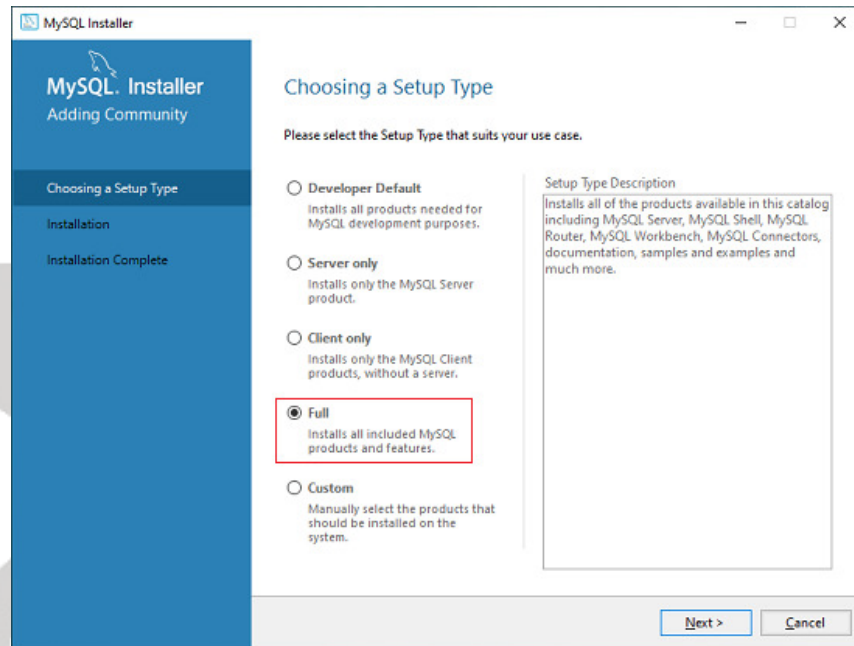 MySQL Installer
MySQL. Installer
Adding Community
Choosing a Setup Type
Installation
Installation Complete
Choosing a Setup Type
Please select the Setup Type that suits your use case.
Developer Default
Installs all products needed for
MySQL development purposes.
Server only
Installs only the MySQL Server
product.
Client only
Installs only the MySQL Client
products, without a server.
Full
Installs all included MySQL
products and features.
Custom
Manually select the products that
should be installed on the
system.
Setup Type Description
Installs all of the products available in this catalog
including MySQL Server, MySQL Shell, MySQL
Router, MySQL Workbench, MySQL Connectors,
documentation, samples and examples and
much more.
Next >
Cancel